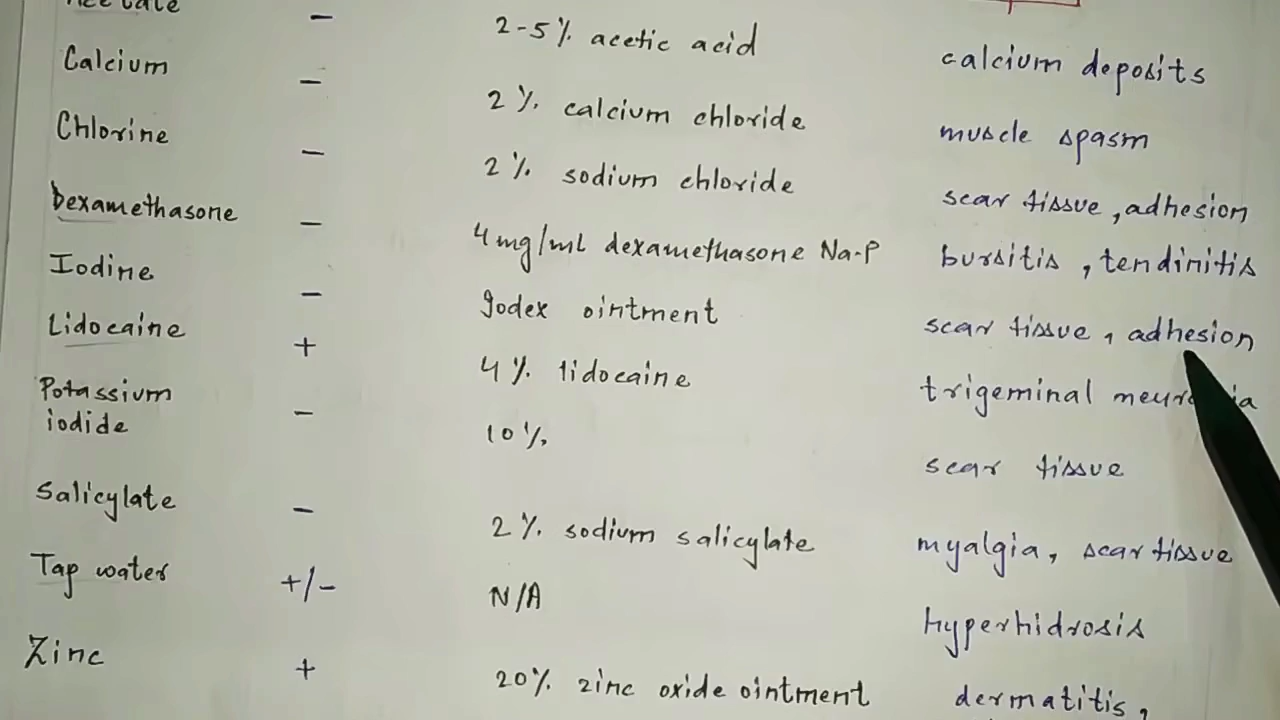 Acetate - 2-5% acetic acid calcium deposits
Calcium - 2% calcium chloride muscle spasm
Chlorine - 2% sodium chloride scar tissue, adhesion
Dexamethasone - 4mg/mL dexamethasone Na-P bursitis, tendinitis
Iodine - Iodex ointment scar tissue, adhesion
Lidocaine + 4% lidocaine trigeminal
Potassium
iodide - 10% scar tissue
Salicylate - 2% sodium salicylate myalgia, scar tissue
Tap water +/- N/A hyperhidrosis
Zinc + 20% zinc oxide ointment dermatitis,